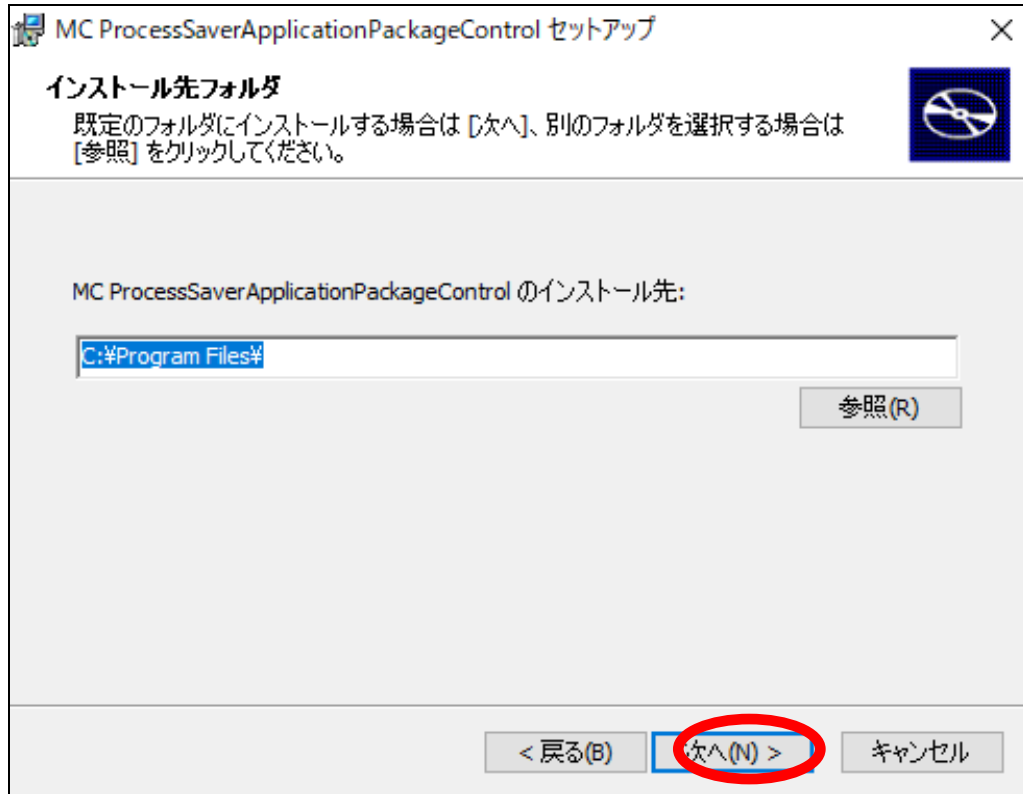 MC ProcessSaverApplicationPackageControl セットアップ
インストール先フォルダ
既定のフォルダにインストールする場合は [次へ]、別のフォルダを選択する場合は
[参照] をクリックしてください。
MC ProcessSaverApplicationPackageControl のインストール先:
C:¥Program Files¥
参照(R)
< 戻る(B)
次へ(N) >
キャンセル